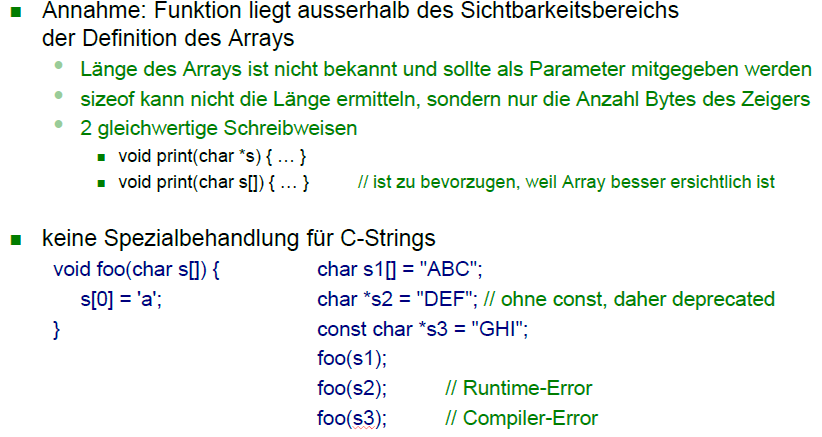 Annahme: Funktion liegt ausserhalb des Sichtbarkeitsbereichs
der Definition des Arrays
Länge des Arrays ist nicht bekannt und sollte als Parameter mitgegeben werden
sizeof kann nicht die Länge ermitteln, sondern nur die Anzahl Bytes des Zeigers
2 gleichwertige Schreibweisen
void print(char *s) { … }
void print(char s[]) { … } // ist zu bevorzugen, weil Array besser ersichtlich ist
keine Spezialbehandlung für C-Strings
void foo(char s[]) {
s[0] = 'a';
}
char s1[] = "ABC";
char *s2 = "DEF"; // ohne const, daher deprecated
const char *s3 = "GHI";
foo(s1);
foo(s2); // Runtime-Error
foo(s3); // Compiler-Error